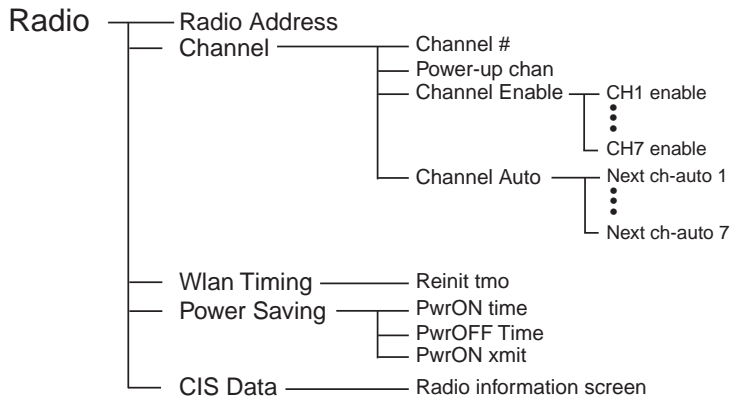 Radio
Radio Address
Channel
Channel #
Power-up chan
Channel Enable
CH1 enable
CH7 enable
Channel Auto
Next ch-auto 1
Next ch-auto 7
Wlan Timing
Reinit tmo
Power Saving
PwrON time
PwrOFF Time
PwrON xmit
CIS Data
Radio information screen